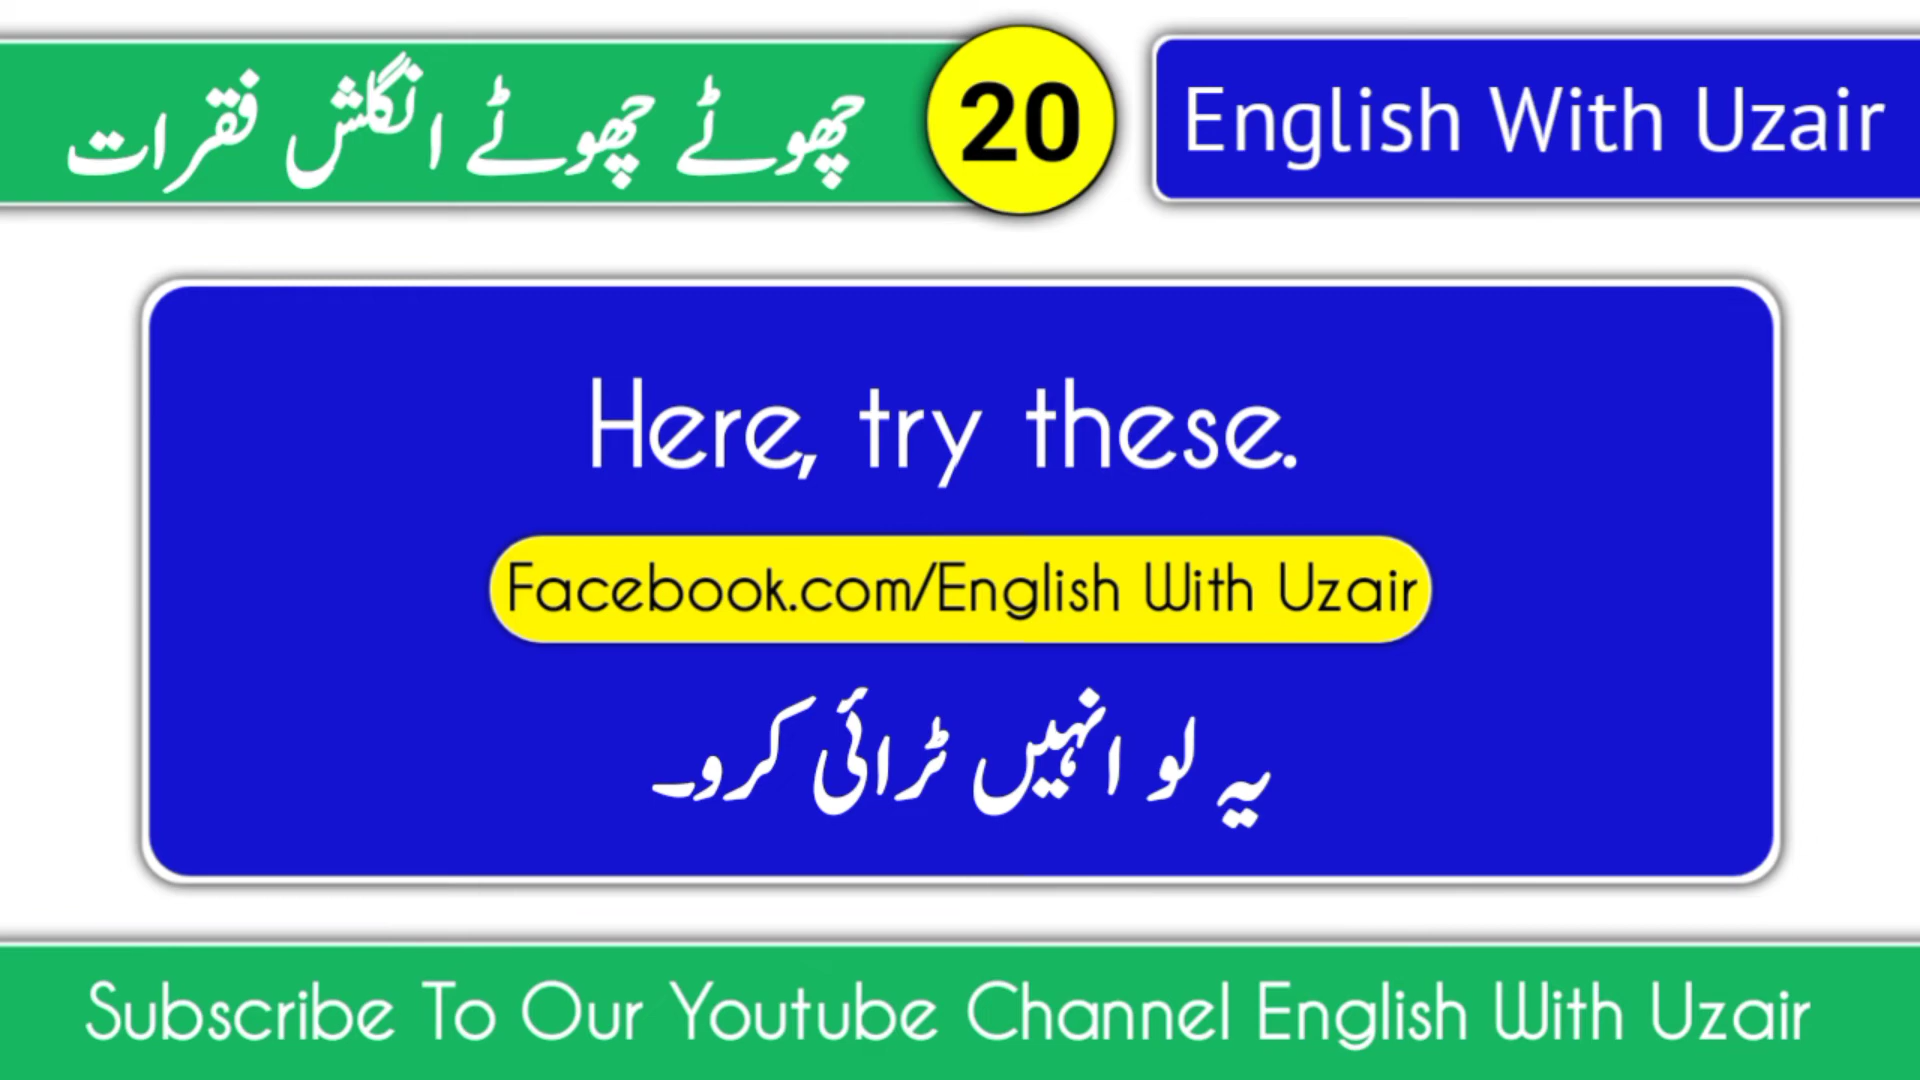 چھوٹے چھوٹے انگلش فقرات
20
English With Uzair
Here, try these.
Facebook.com/English With Uzair
یہ لو انہیں ٹرائی کرو۔
Subscribe To Our Youtube Channel English With Uzair